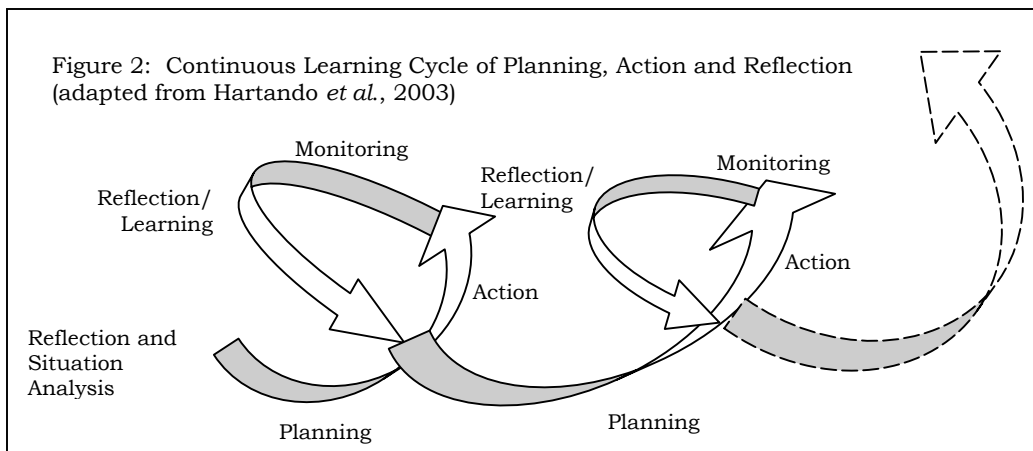 Figure 2:  Continuous Learning Cycle of Planning, Action and Reflection
(adapted from Hartando et al., 2003)
Monitoring
Reflection/
Learning
Action
Reflection and
Situation
Analysis
Planning
Monitoring
Reflection/
Learning
Action
Planning